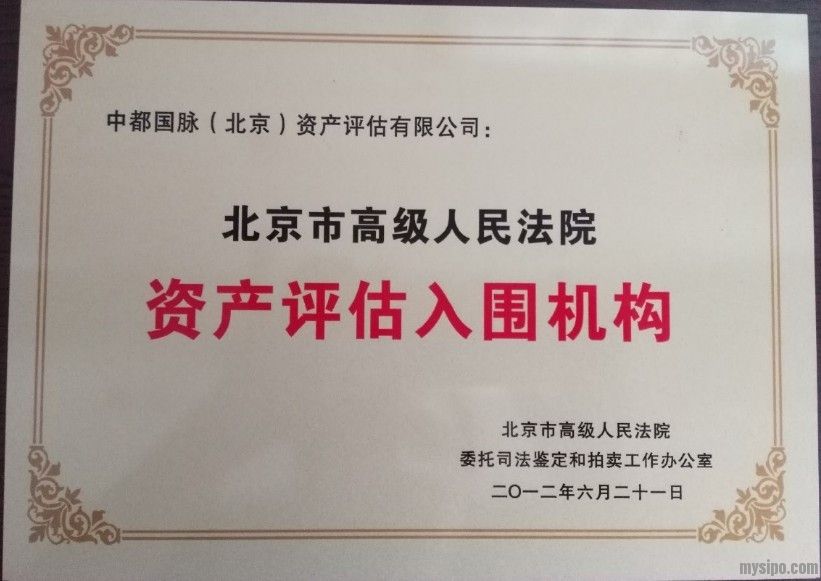 中都国脉（北京）资产评估有限公司：
北京市高级人民法院
资产评估入围机构
北京市高级人民法院
委托司法鉴定和拍卖工作办公室
二〇一二年六月二十一日
mysipo.com